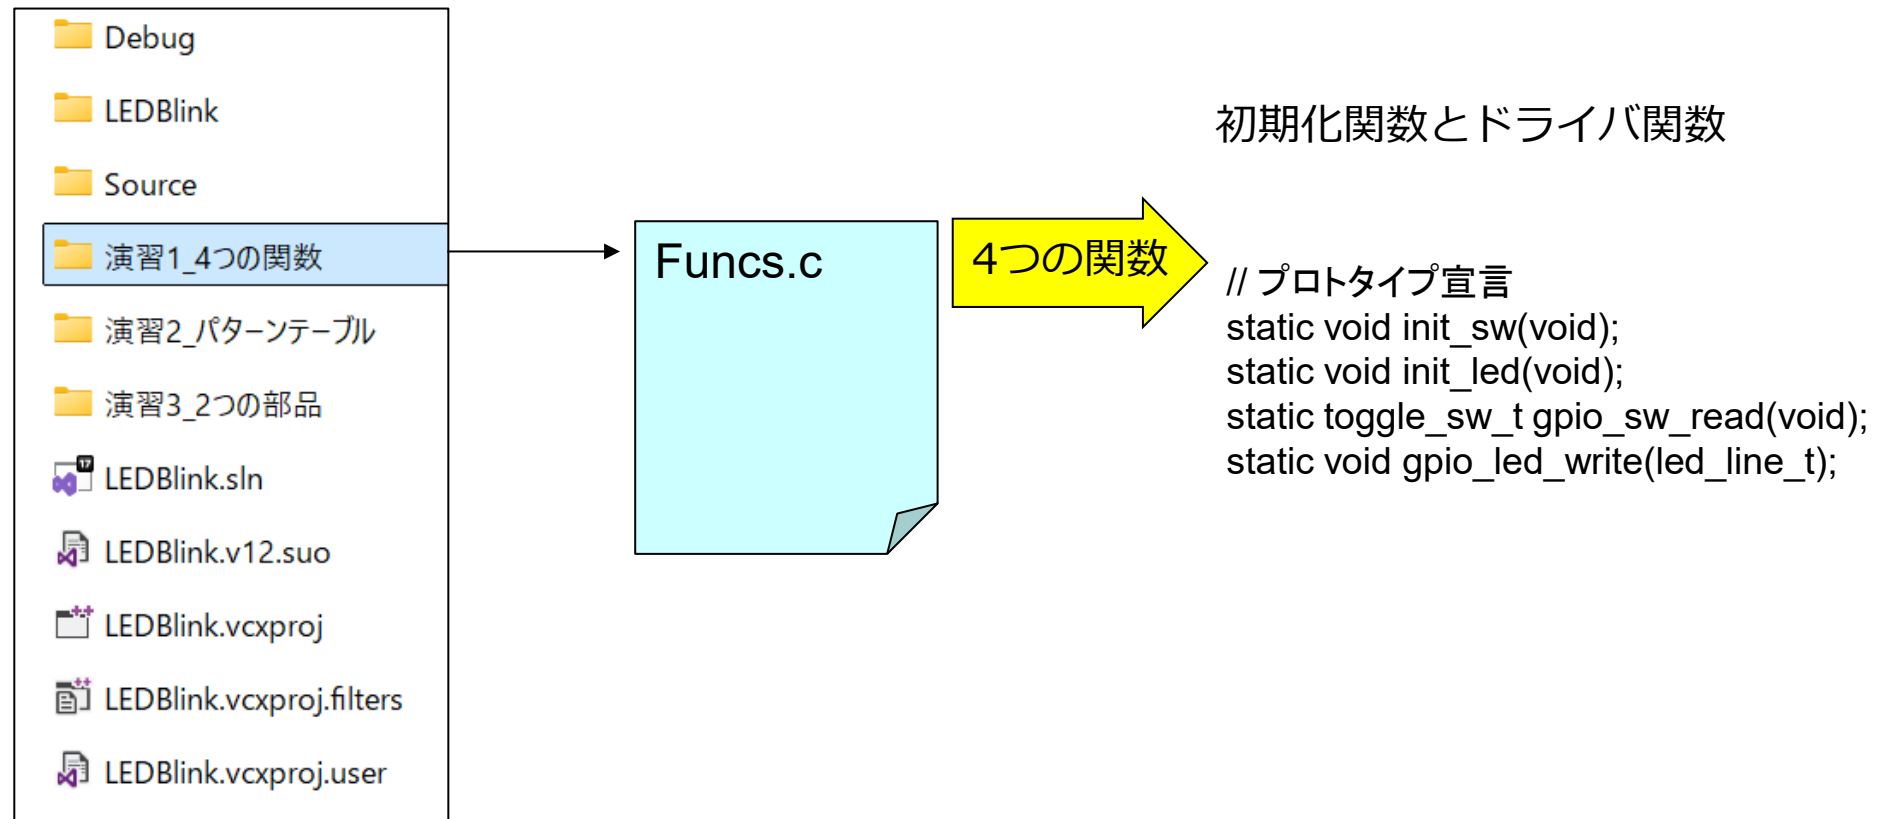 Debug
LEDBlink
Source
演習1_4つの関数
演習2_パターンテーブル
演習3_2つの部品
17
LEDBlink.sln
LEDBlink.v12.suo
++
LEDBlink.vcxproj
++
LEDBlink.vcxproj.filters
LEDBlink.vcxproj.user
Funcs.c
4つの関数
初期化関数とドライバ関数
// プロトタイプ宣言
static void init_sw(void);
static void init_led(void);
static toggle_sw_t gpio_sw_read(void);
static void gpio_led_write(led_line_t);